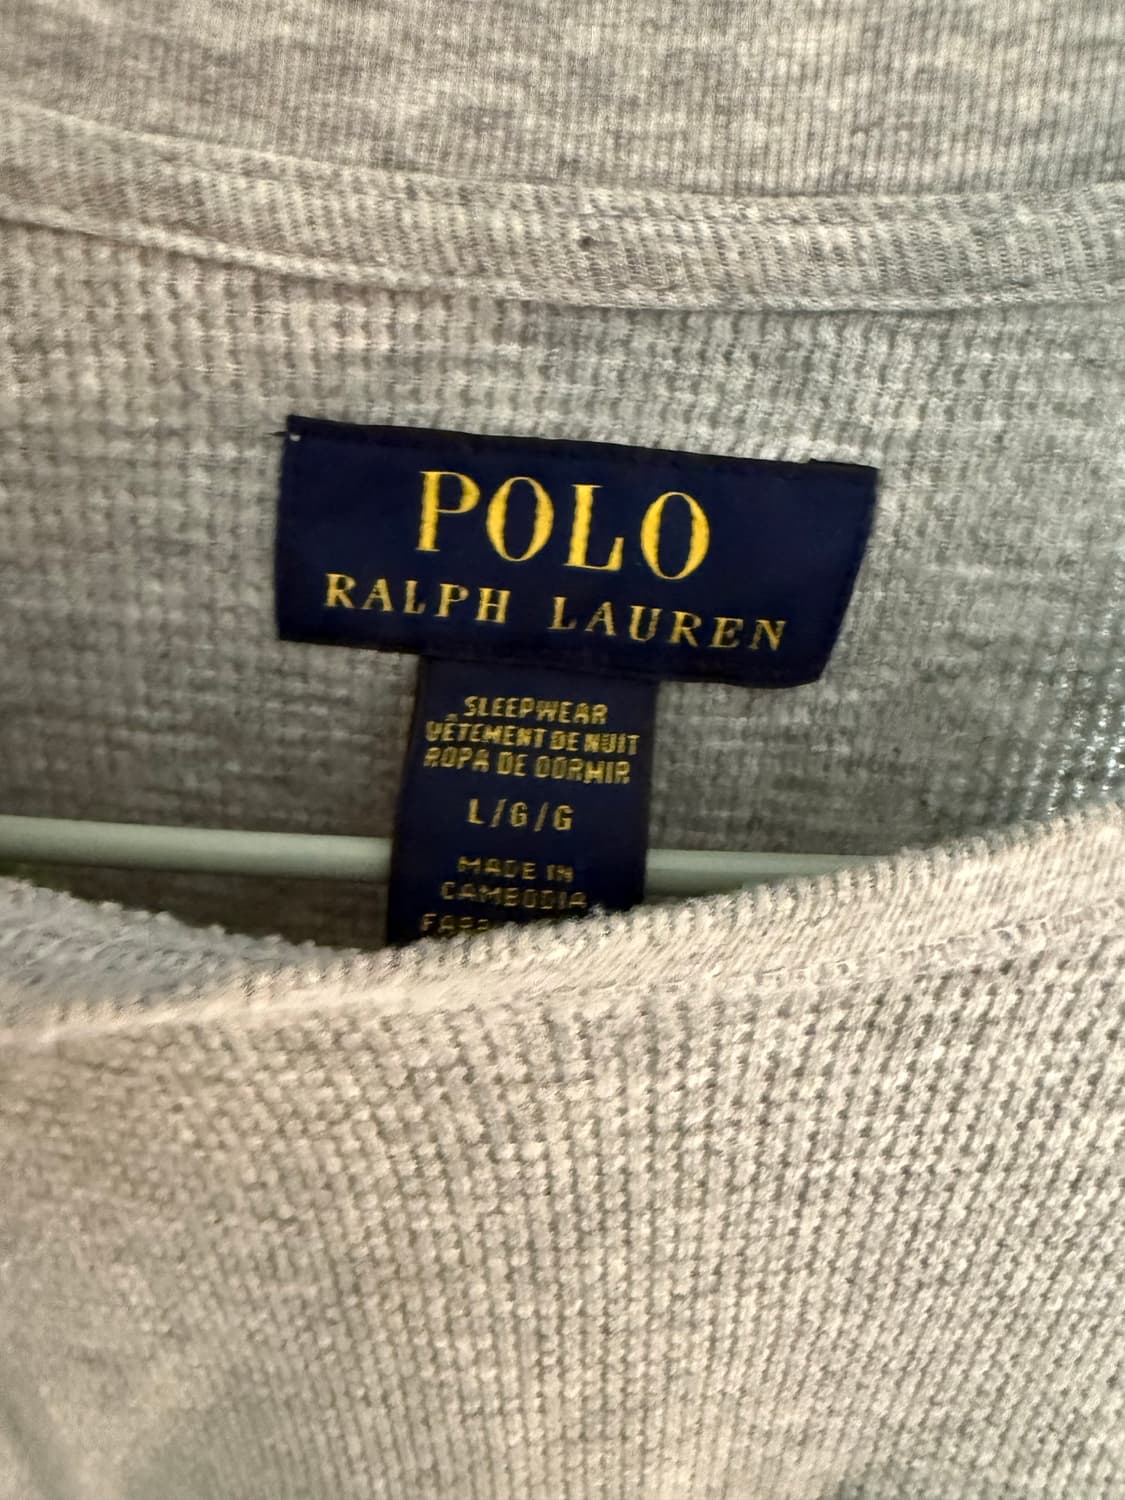 POLO
RALPH LAUREN
SLEEPWEAR
VÊTEMENT DE NUIT
ROPA DE DORMIR
L/G/G
MADE IN
CAMBODIA